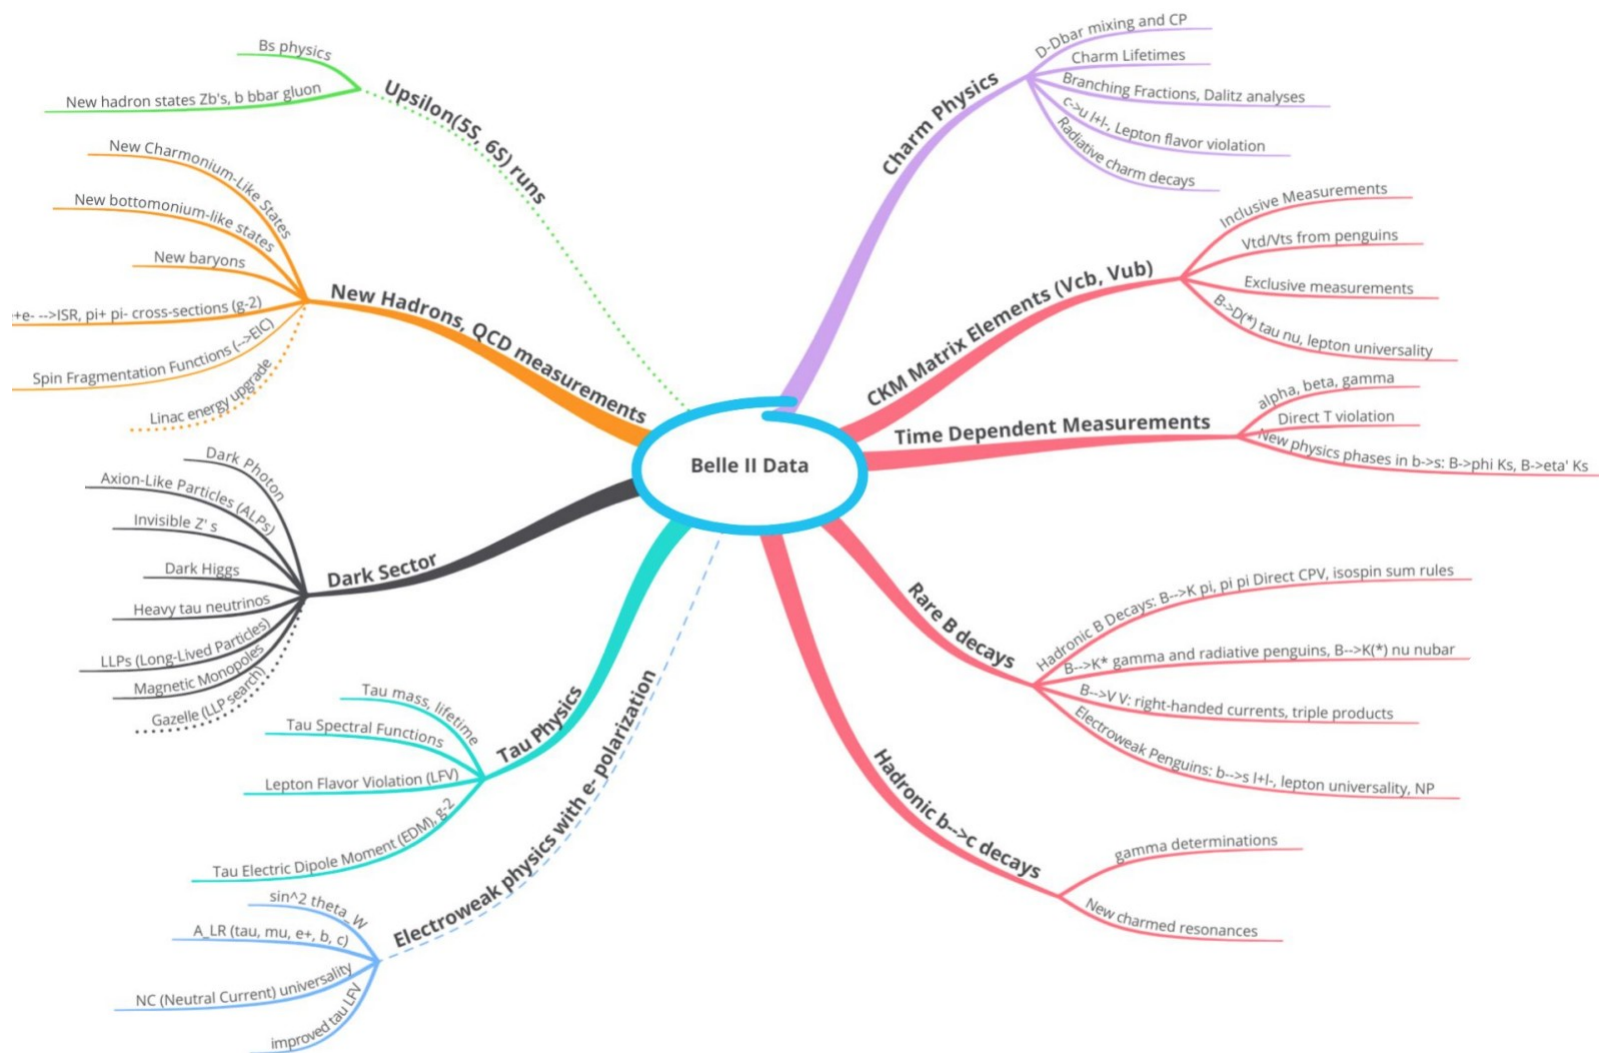 Belle II Data
Upsilon(5S, 6S) runs
Bs physics
New hadron states Zb's, b bbar gluon
New Hadrons, QCD measurements
New Charmonium-Like States
New bottomonium-like states
New baryons
+e- -->ISR, pi+ pi- cross-sections (g-2)
Spin Fragmentation Functions (-->EIC)
Linac energy upgrade
Dark Sector
Dark Photon
Axion-Like Particles (ALPs)
Invisible Z' s
Dark Higgs
Heavy tau neutrinos
LLPs (Long-Lived Particles)
Magnetic Monopoles
Gazelle (LLP search)
Tau Physics
Tau mass, lifetime
Tau Spectral Functions
Lepton Flavor Violation (LFV)
Tau Electric Dipole Moment (EDM), g-2
Electroweak physics with e- polarization
sin^2 theta_W
A_LR (tau, mu, e+, b, c)
NC (Neutral Current) universality
improved tau LFV
Charm Physics
D-Dbar mixing and CP
Charm Lifetimes
Branching Fractions, Dalitz analyses
c->u l+l-, Lepton flavor violation
Radiative charm decays
CKM Matrix Elements (Vcb, Vub)
Inclusive Measurements
Vtd/Vts from penguins
Exclusive measurements
B->D(*) tau nu, lepton universality
Time Dependent Measurements
alpha, beta, gamma
Direct T violation
New physics phases in b->s: B->phi Ks, B->eta' Ks
Rare B decays
Hadronic B Decays: B-->K pi, pi pi Direct CPV, isospin sum rules
B-->K* gamma and radiative penguins, B-->K(*) nu nubar
B-->V V: right-handed currents, triple products
Electroweak Penguins: b-->s l+l-, lepton universality, NP
Hadronic b-->c decays
gamma determinations
New charmed resonances